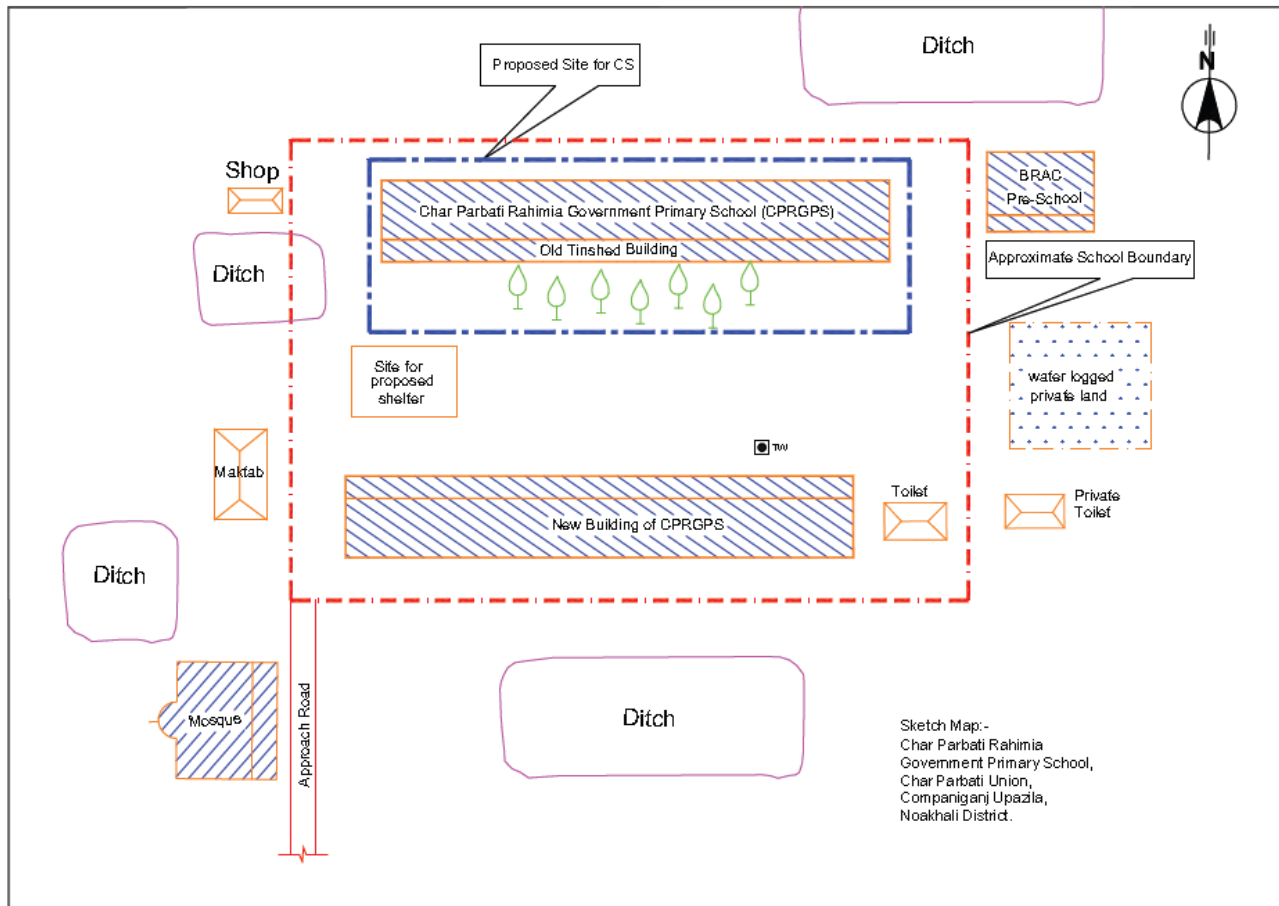 Ditch
Proposed Site for CS
N
Shop
BRAC
Pre-School
Char Parbati Rahimia Government Primary School (CPRGPS)
Old Tinshed Building
Approximate School Boundary
Ditch
Site for
proposed
shelter
water logged
private land
TW
Maktab
Toilet
Private
Toilet
New Building of CPRGPS
Ditch
Mosque
Approach Road
Ditch
Sketch Map:-
Char Parbati Rahimia
Government Primary School,
Char Parbati Union,
Companiganj Upazila,
Noakhali District.